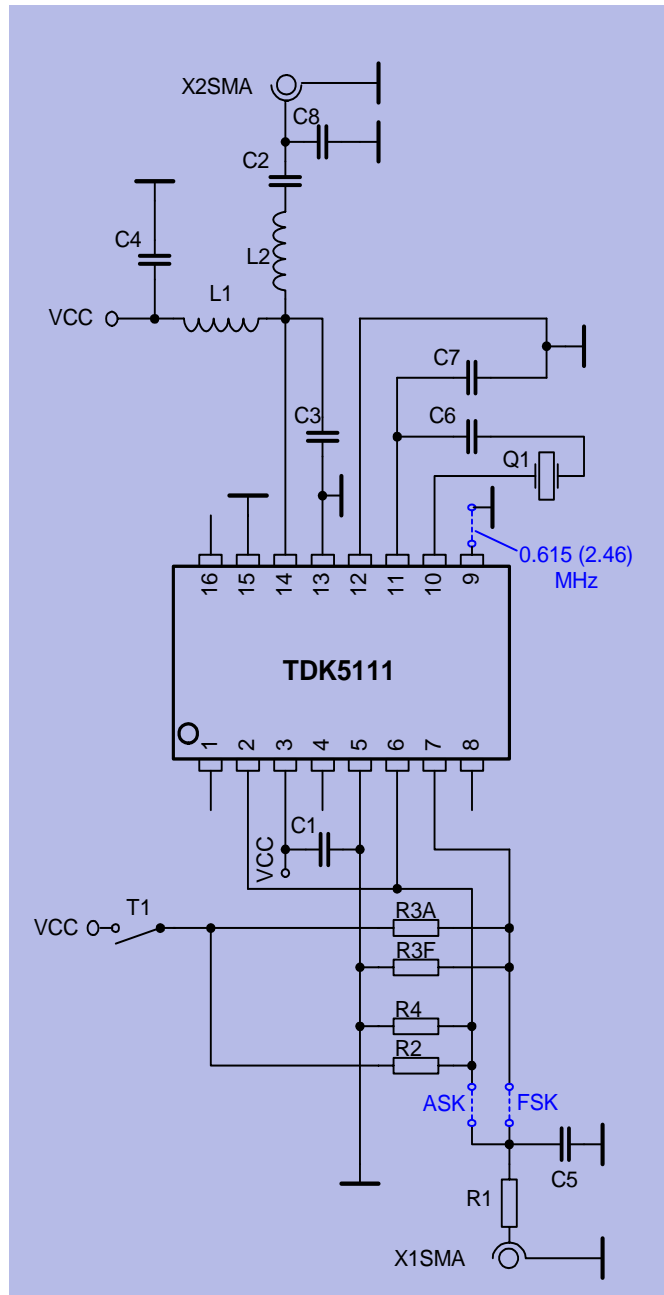 X2SMA
C8
C2
C4
L2
L1
VCC
C7
C3
C6
Q1
0.615 (2.46)
MHz
16
15
14
13
12
11
10
9
TDK5111
1
2
3
4
5
6
7
8
C1
VCC
T1
R3A
VCC
R3F
R4
R2
ASK
FSK
C5
R1
X1SMA